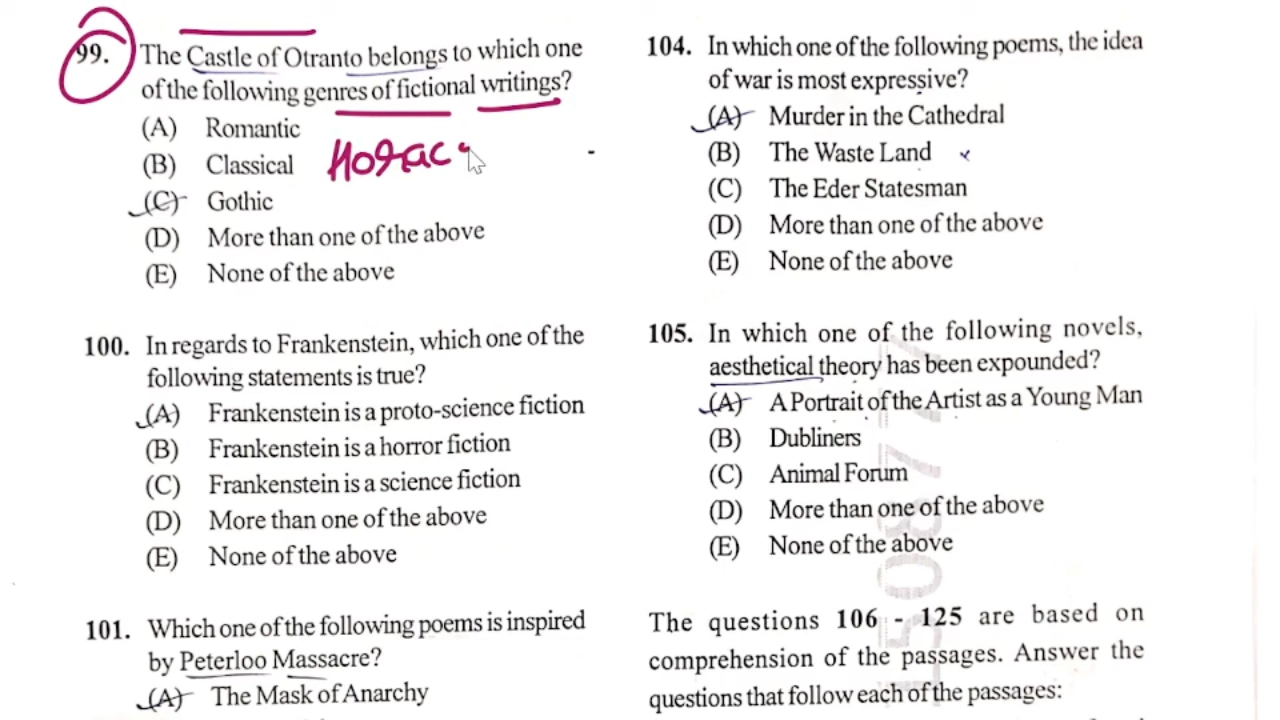 99. The Castle of Otranto belongs to which one
of the following genres of fictional writings?
(A) Romantic
(B) Classical
Horac
(C) Gothic
(D) More than one of the above
(E) None of the above
100. In regards to Frankenstein, which one of the
following statements is true?
(A) Frankenstein is a proto-science fiction
(B) Frankenstein is a horror fiction
(C) Frankenstein is a science fiction
(D) More than one of the above
(E) None of the above
101. Which one of the following poems is inspired
by Peterloo Massacre?
(A) The Mask of Anarchy
104. In which one of the following poems, the idea
of war is most expressive?
(A) Murder in the Cathedral
(B) The Waste Land
(C) The Eder Statesman
(D) More than one of the above
(E) None of the above
105. In which one of the following novels,
aesthetical theory has been expounded?
(A) A Portrait of the Artist as a Young Man
(B) Dubliners
(C) Animal Forum
(D) More than one of the above
(E) None of the above
The questions 106 - 125 are based on
comprehension of the passages. Answer the
questions that follow each of the passages: